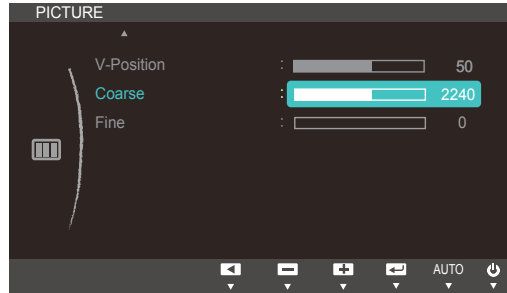 PICTURE
V-Position : 50
Coarse : 2240
Fine : 0
AUTO